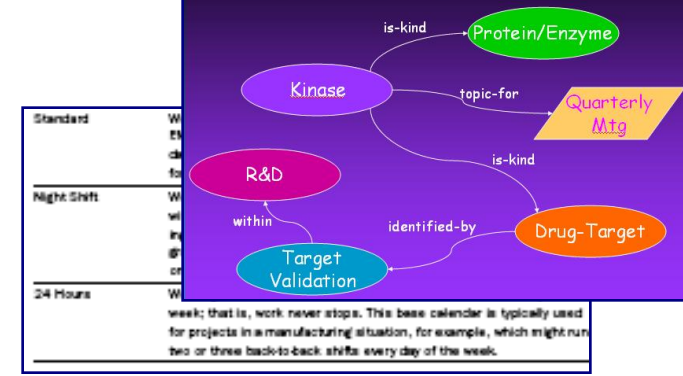 is-kind
Protein/Enzyme
Kinase
topic-for
Quarterly
Mtg
is-kind
R&D
within
identified-by
Drug-Target
Target
Validation
Standard
Night Shift
24 Hours
week; that is, work never stops. This base calendar is typically used
for projects in a manufacturing situation, for example, which might run
two or three back-to-back shifts every day of the week.